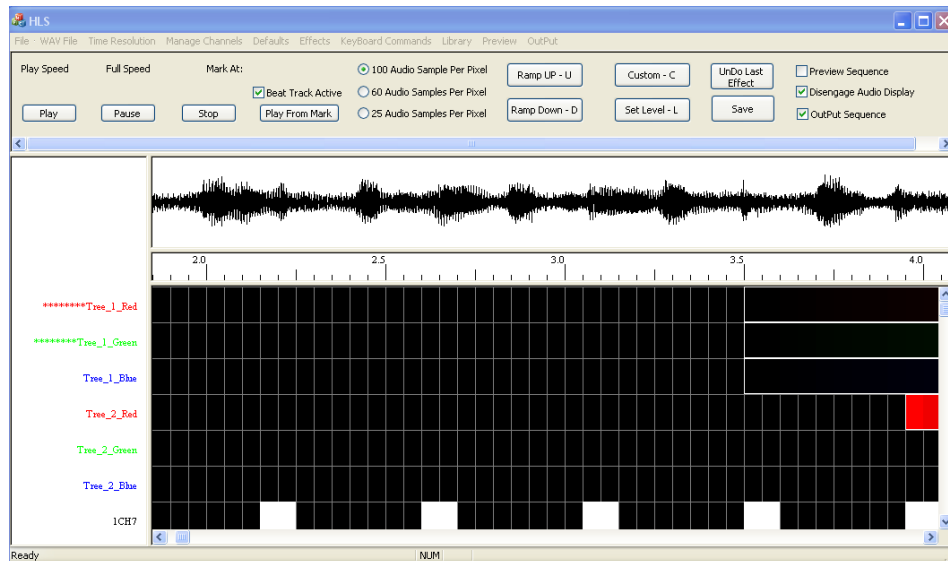 HLS
File - WAV File Time Resolution Manage Channels Defaults Effects KeyBoard Commands Library Preview OutPut
Play Speed Full Speed Mark At: 100 Audio Sample Per Pixel Ramp UP - U Custom - C UnDo Last Effect Preview Sequence
Beat Track Active 60 Audio Samples Per Pixel Disengage Audio Display
Play Pause Stop Play From Mark 25 Audio Samples Per Pixel Ramp Down - D Set Level - L Save OutPut Sequence
2.0 2.5 3.0 3.5 4.0
********Tree_1_Red
********Tree_1_Green
Tree_1_Blue
Tree_2_Red
Tree_2_Green
Tree_2_Blue
1CH7
Ready NUM